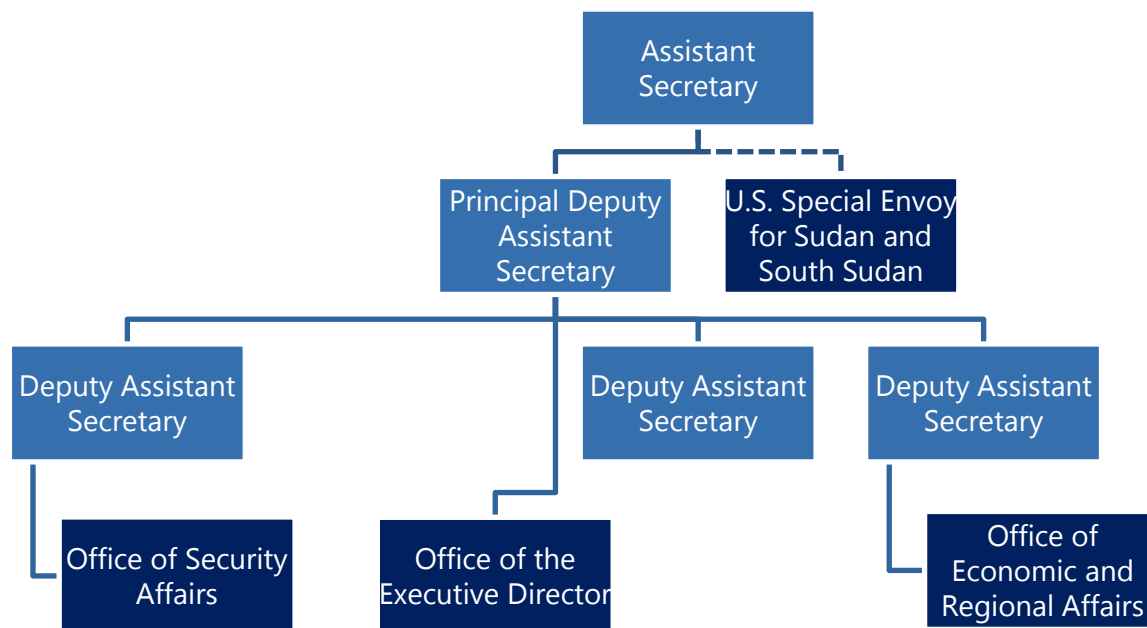 Assistant
Secretary
Principal Deputy
Assistant
Secretary
U.S. Special Envoy
for Sudan and
South Sudan
Deputy Assistant
Secretary
Deputy Assistant
Secretary
Deputy Assistant
Secretary
Office of Security
Affairs
Office of the
Executive Director
Office of
Economic and
Regional Affairs